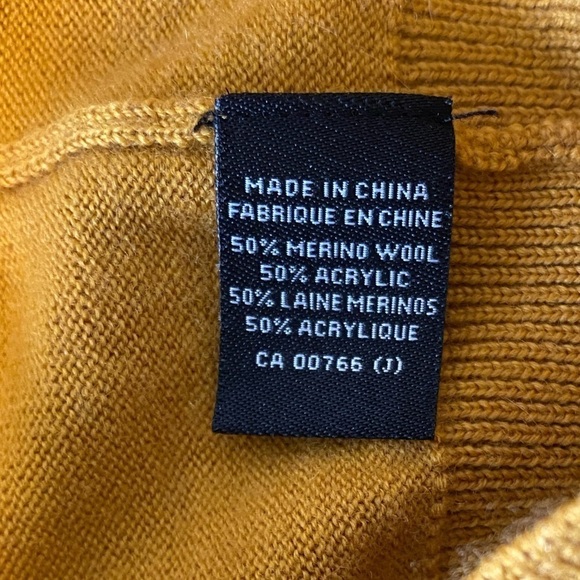 MADE IN CHINA
FABRIQUE EN CHINE
50% MERINO WOOL
50% ACRYLIC
50% LAINE MERINOS
50% ACRYLIQUE
CA 00766 (J)